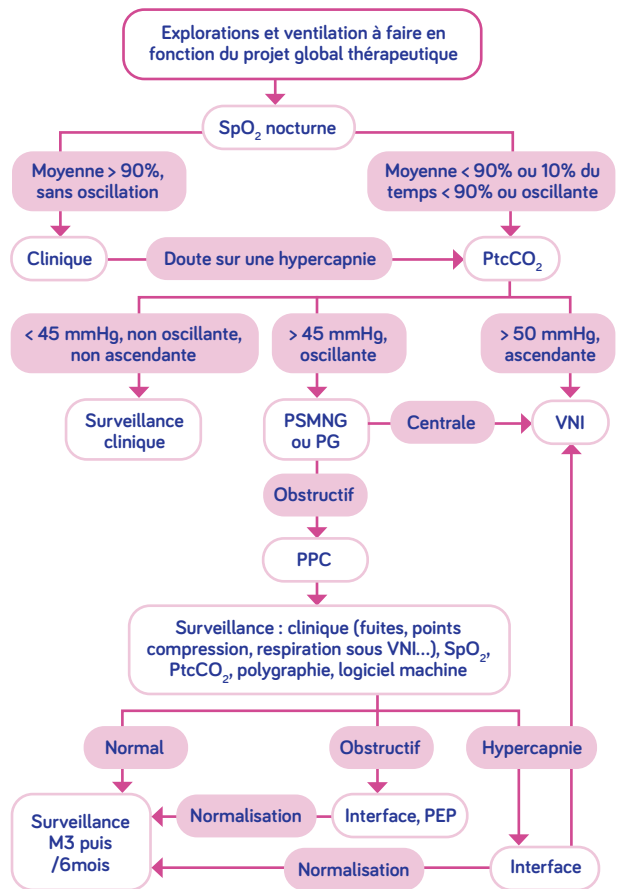 Explorations et ventilation à faire en
fonction du projet global thérapeutique
SpO₂ nocturne
Moyenne > 90%,
sans oscillation
Moyenne < 90% ou 10% du
temps < 90% ou oscillante
Clinique
Doute sur une hypercapnie
PtcCO₂
< 45 mmHg, non oscillante,
non ascendante
> 45 mmHg,
oscillante
> 50 mmHg,
ascendante
Surveillance
clinique
PSMNG
ou PG
Centrale
VNI
Obstructif
PPC
Surveillance : clinique (fuites, points
compression, respiration sous VNI...), SpO₂,
PtcCO₂, polygraphie, logiciel machine
Normal
Obstructif
Hypercapnie
Surveillance
M3 puis
/6mois
Normalisation
Interface, PEP
Normalisation
Interface